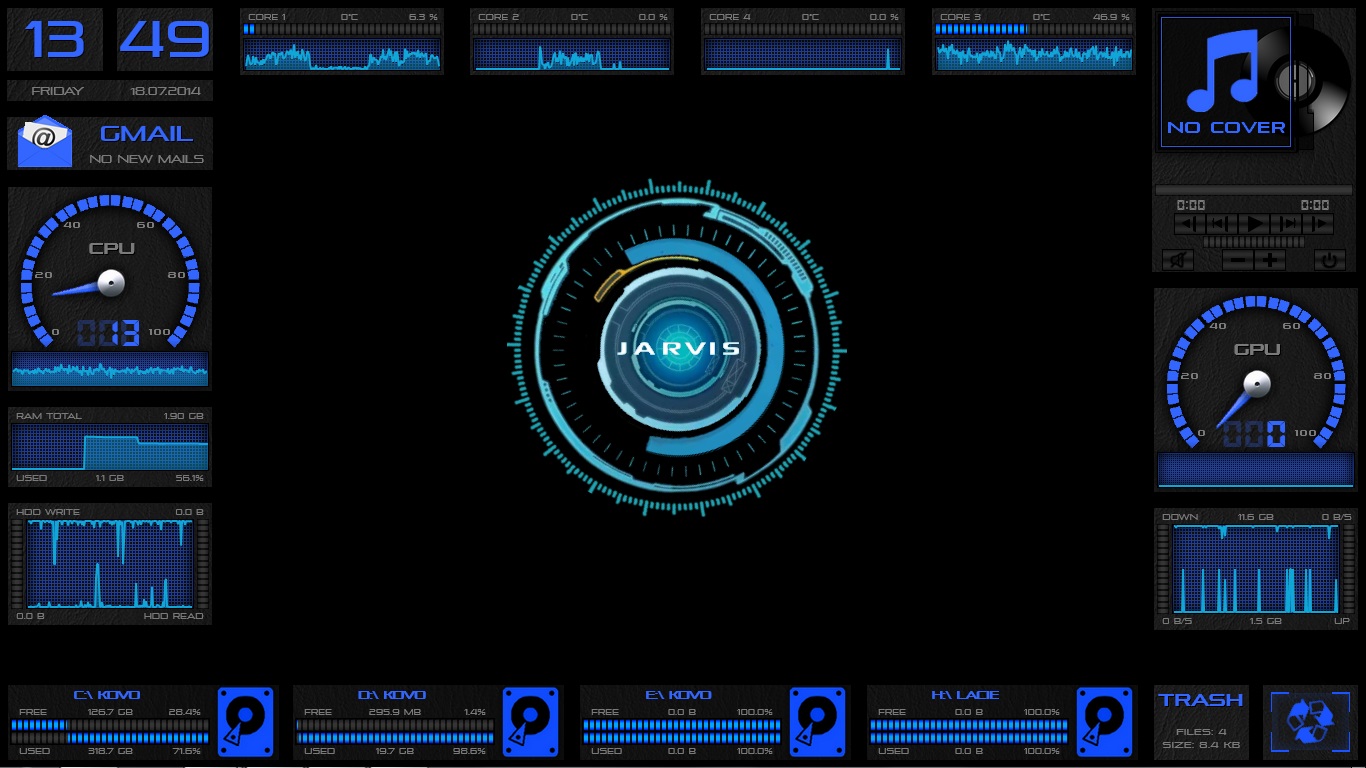 13 49
FRIDAY 18.07.2014
GMAIL
NO NEW MAILS
CORE 1 0°C 6.3 %
CORE 2 0°C 0.0 %
CORE 4 0°C 0.0 %
CORE 3 0°C 46.9 %
NO COVER
0:00 0:00
40 60
CPU
20 80
0 13 100
RAM TOTAL 1.90 GB
USED 1.1 GB 56.1%
HDD WRITE 0.0 B
0.0 B HDD READ
JARVIS
40 60
GPU
20 80
0 0 100
DOWN 11.6 GB 0 B/S
0 B/S 1.5 GB UP
C:\ KOVO
FREE 126.7 GB 28.4%
USED 318.7 GB 71.6%
D:\ KOVO
FREE 295.9 MB 1.4%
USED 19.7 GB 98.6%
E:\ KOVO
FREE 0.0 B 100.0%
USED 0.0 B 100.0%
H:\ LACIE
FREE 0.0 B 100.0%
USED 0.0 B 100.0%
TRASH
FILES: 4
SIZE: 8.4 KB